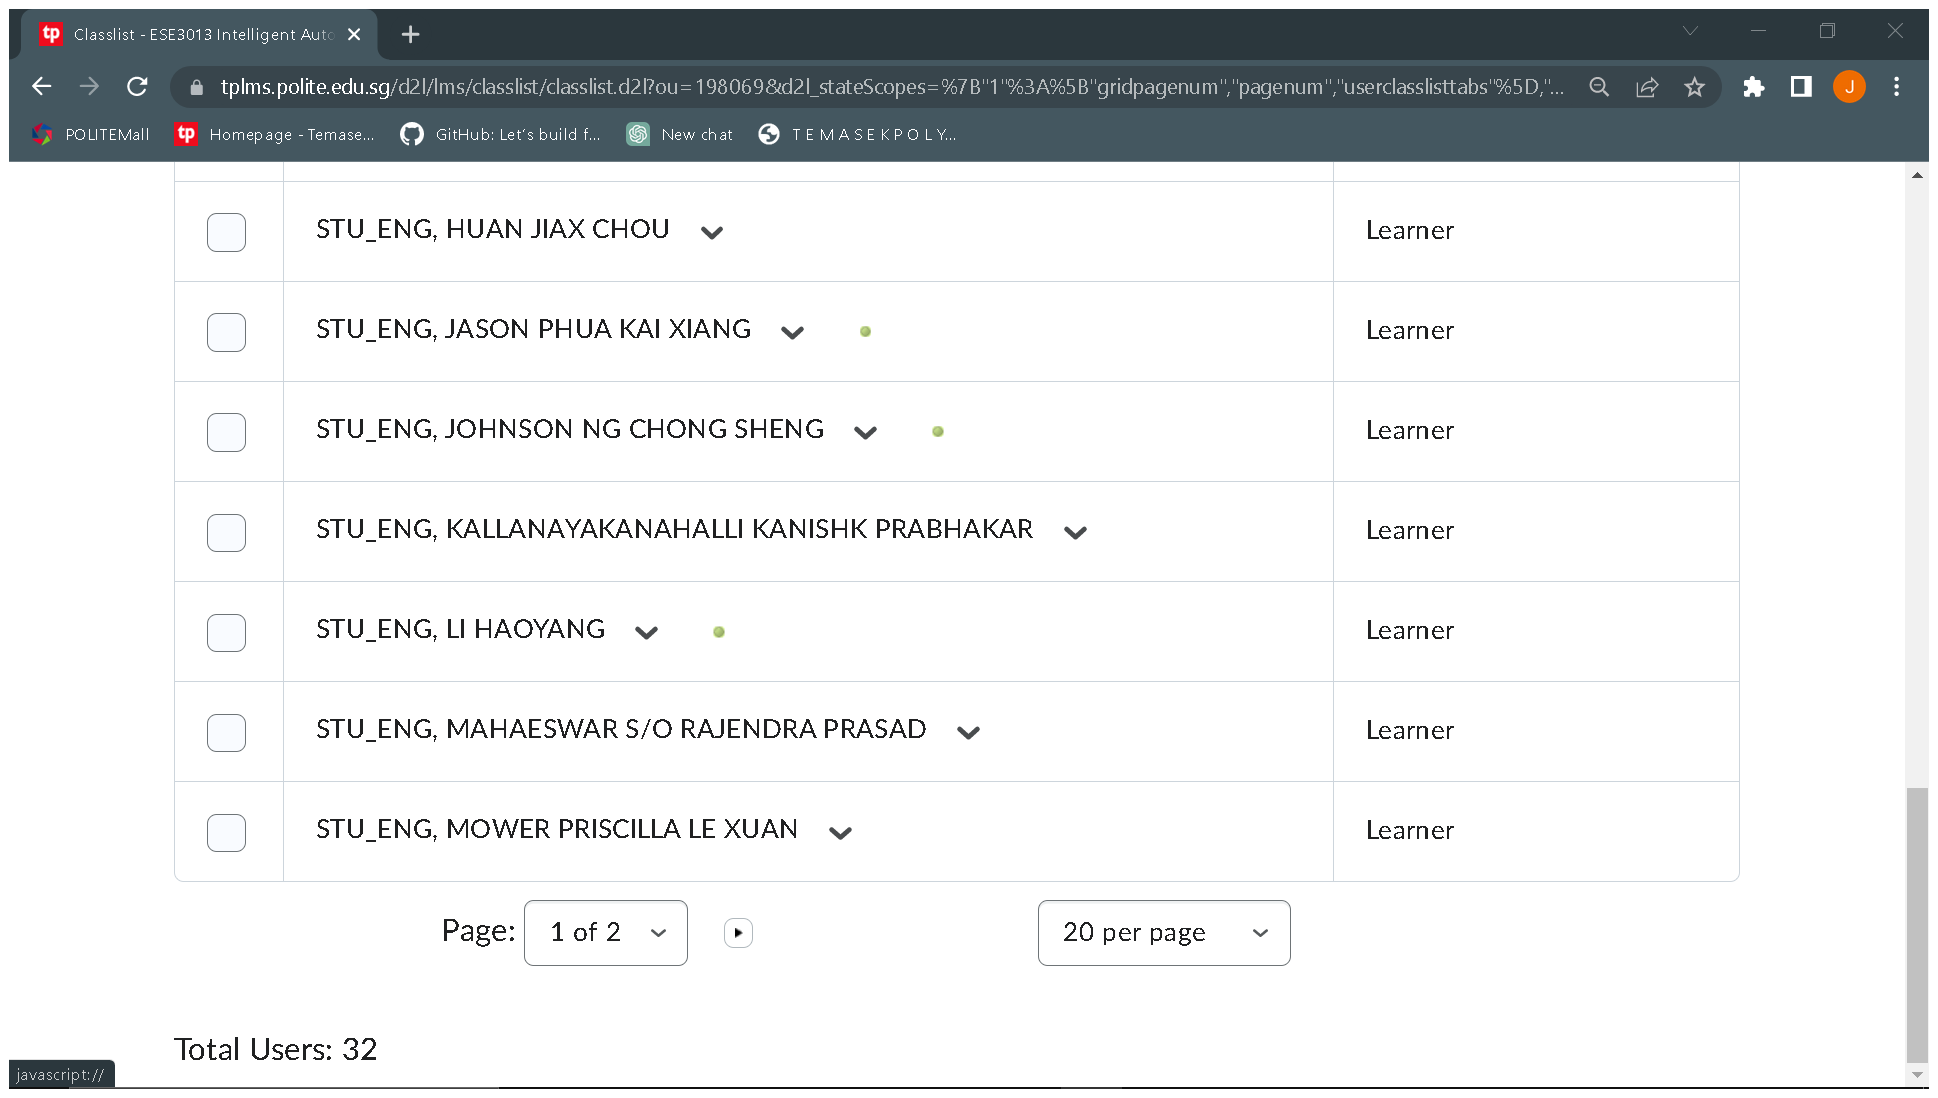 tp Classlist - ESE3013 Intelligent Auto
tplms.polite.edu.sg/d2l/lms/classlist/classlist.d2l?ou=198069&d2l_stateScopes=%7B"1"%3A%5B"gridpagenum","pagenum","userclasslisttabs"%5D,"...
J
POLITEMall
tp Homepage - Temase...
GitHub: Let's build f...
New chat
T E M A S E K P O L Y...
STU_ENG, HUAN JIAX CHOU Learner
STU_ENG, JASON PHUA KAI XIANG Learner
STU_ENG, JOHNSON NG CHONG SHENG Learner
STU_ENG, KALLANAYAKANAHALLI KANISHK PRABHAKAR Learner
STU_ENG, LI HAOYANG Learner
STU_ENG, MAHAESWAR S/O RAJENDRA PRASAD Learner
STU_ENG, MOWER PRISCILLA LE XUAN Learner
Page: 1 of 2 20 per page
Total Users: 32
javascript://